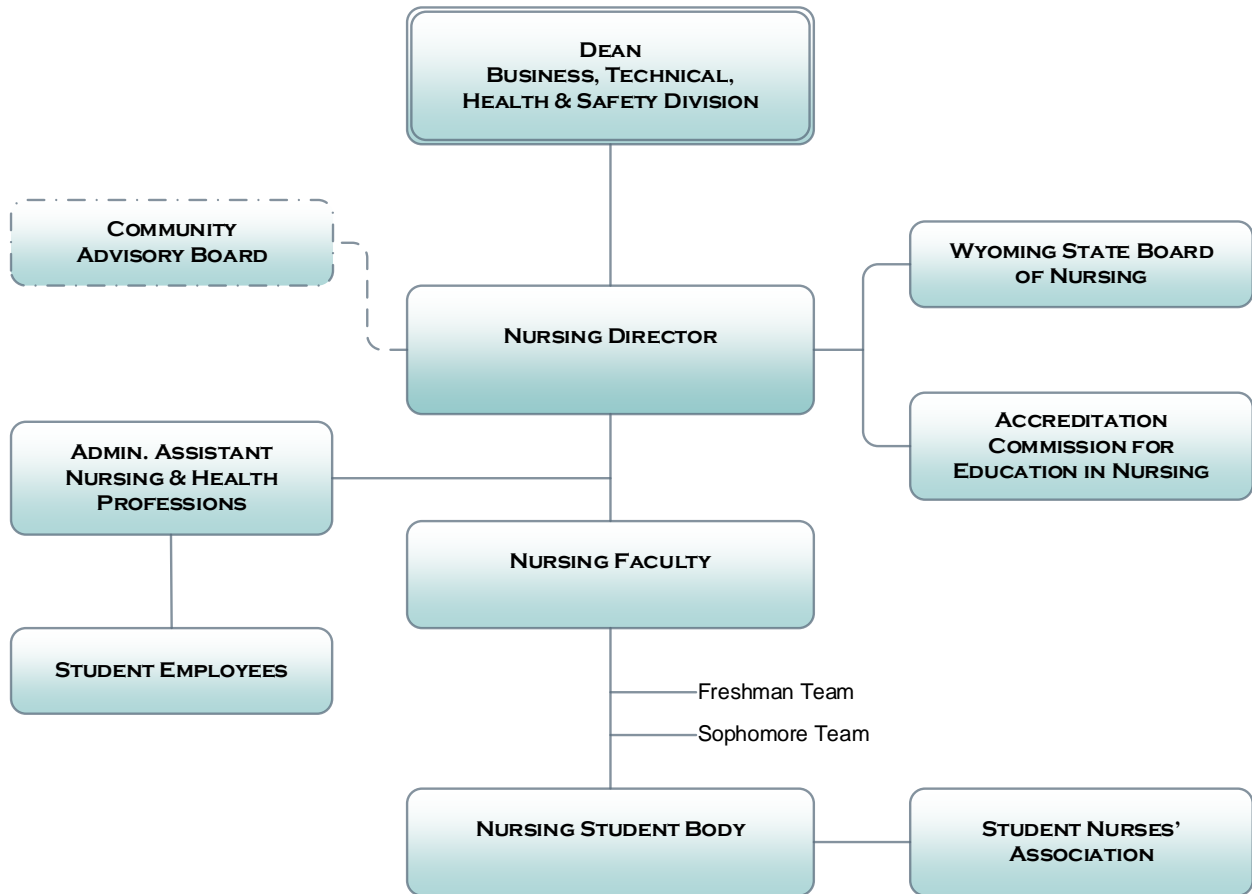 Dean
Business, Technical,
Health & Safety Division
Community
Advisory Board
Wyoming State Board
of Nursing
Nursing Director
Accreditation
Commission for
Education in Nursing
Admin. Assistant
Nursing & Health
Professions
Nursing Faculty
Student Employees
Freshman Team
Sophomore Team
Nursing Student Body
Student Nurses’
Association